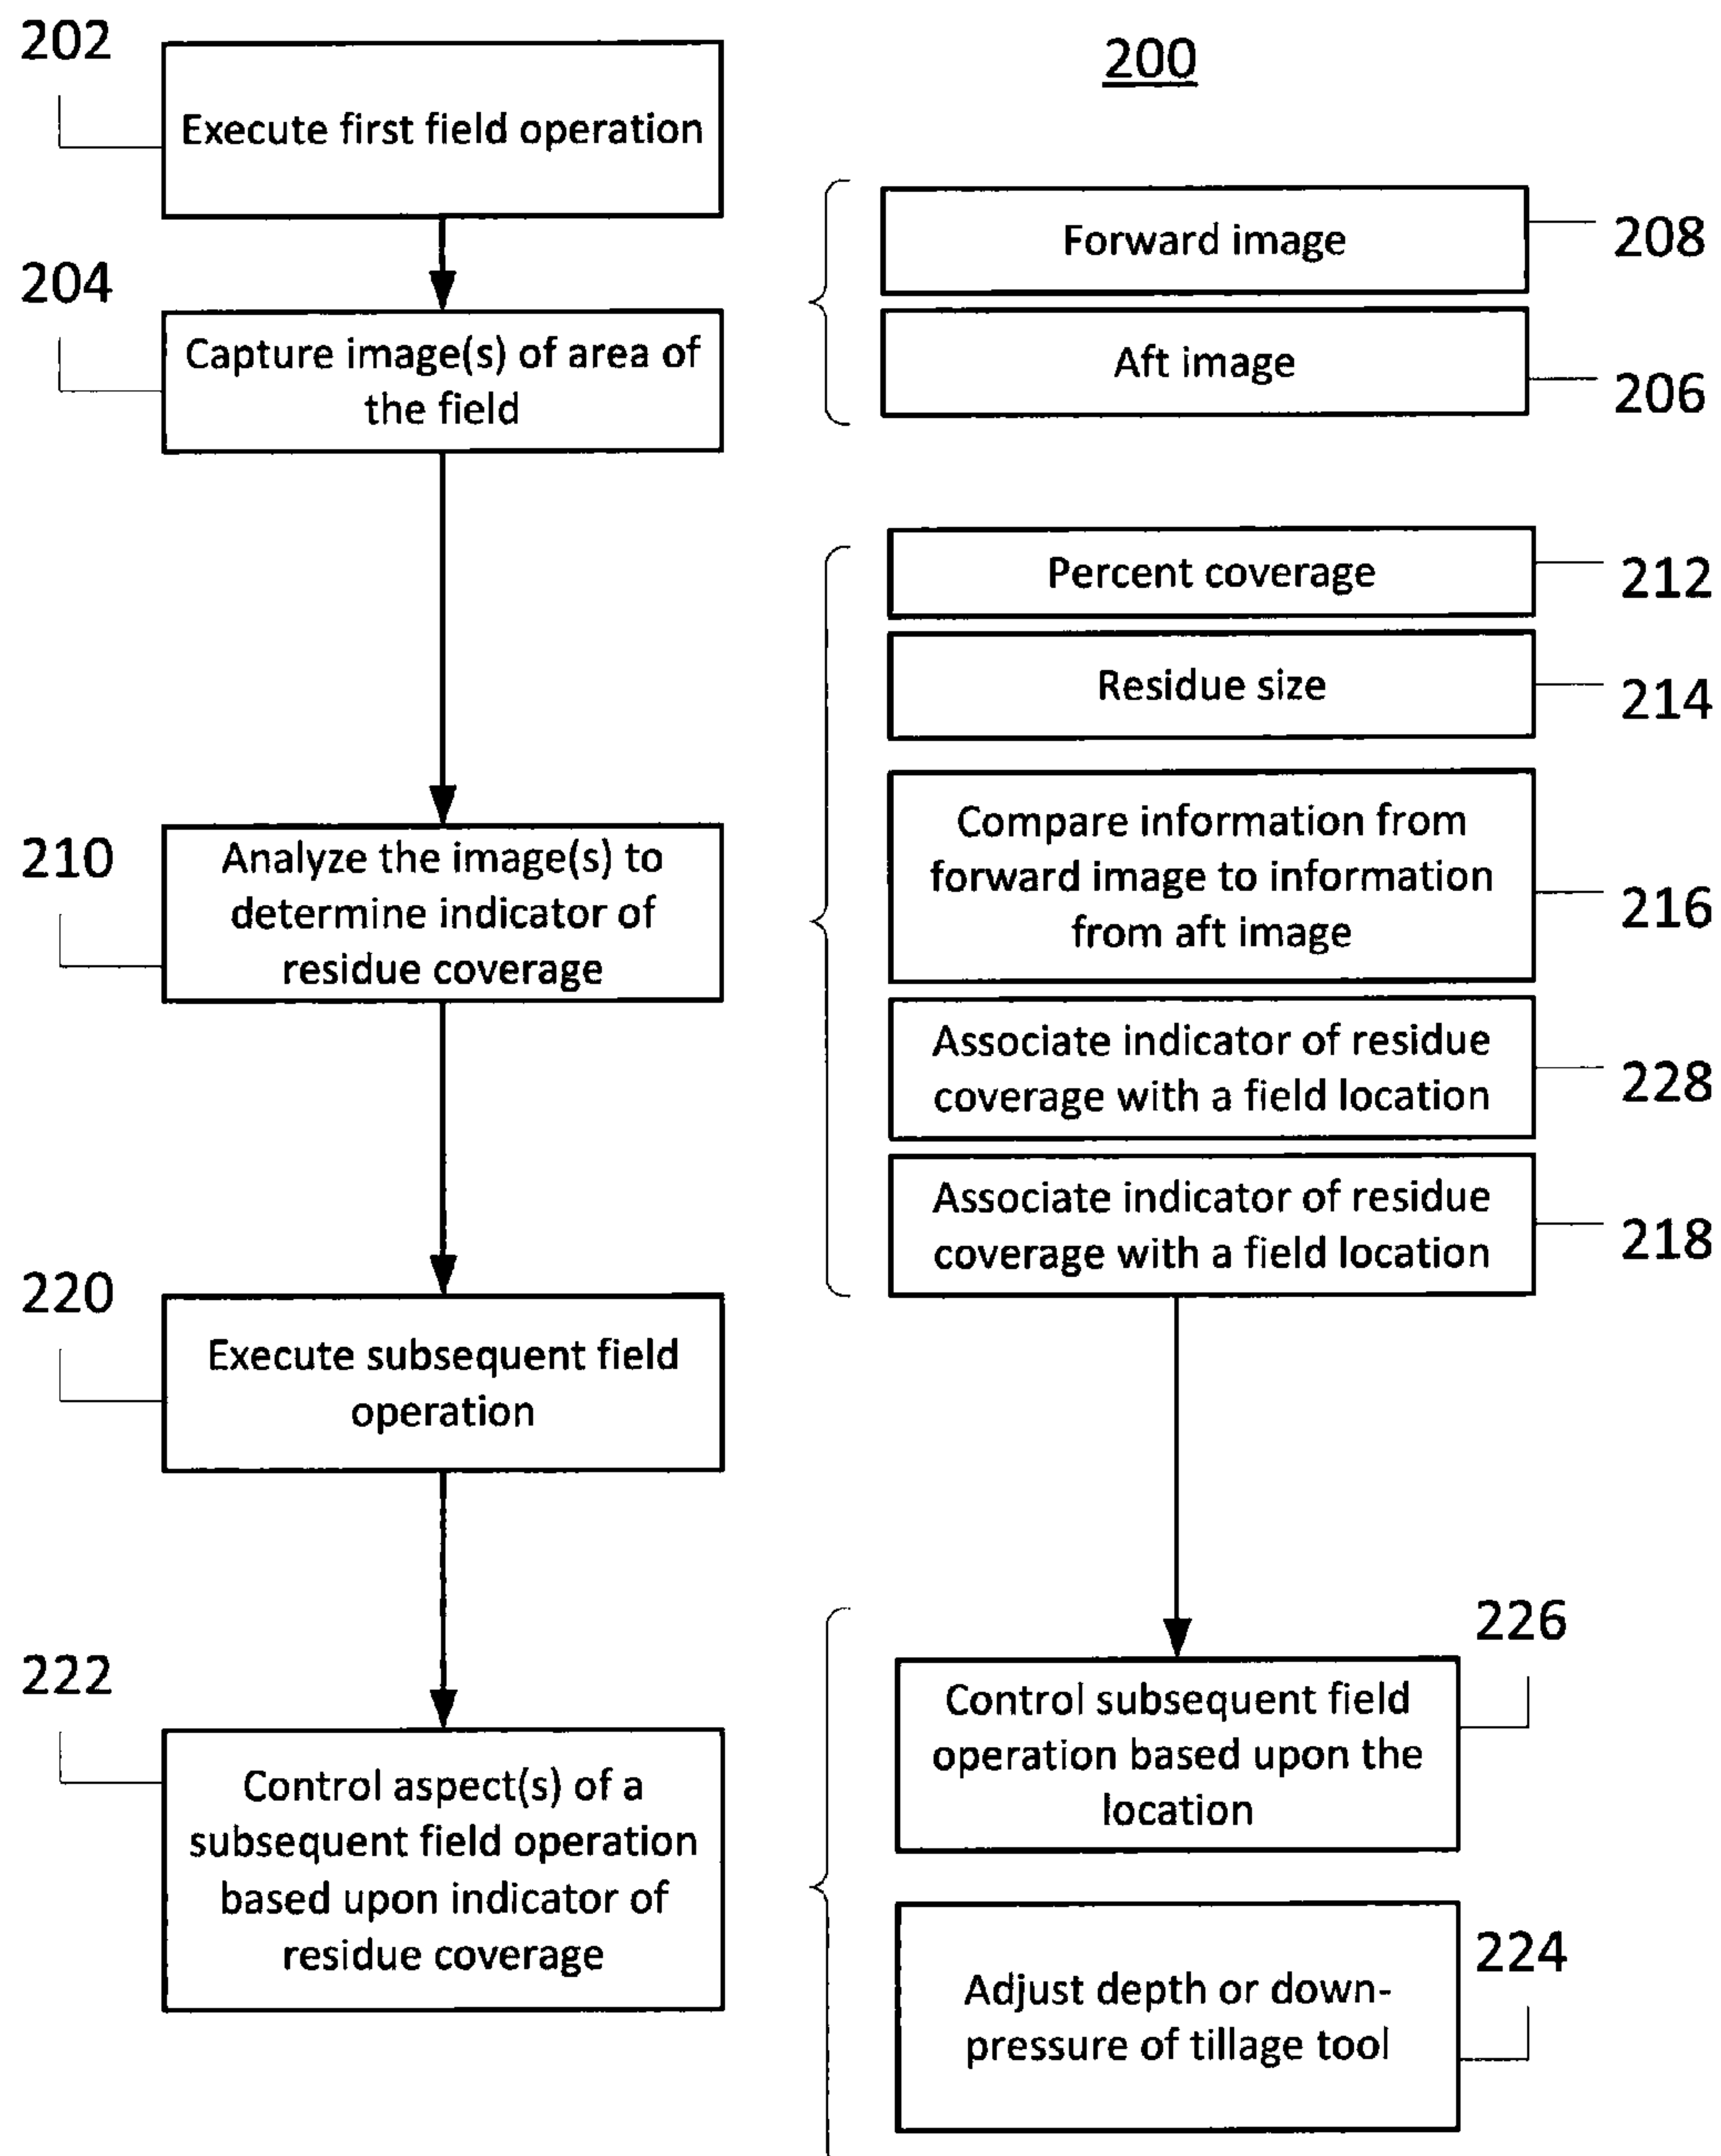 202
200
Execute first field operation
204
Capture image(s) of area of
the field
Forward image
208
Aft image
206
210
Analyze the image(s) to
determine indicator of
residue coverage
Percent coverage
212
Residue size
214
Compare information from
forward image to information
from aft image
216
Associate indicator of residue
coverage with a field location
228
Associate indicator of residue
coverage with a field location
218
220
Execute subsequent field
operation
222
Control aspect(s) of a
subsequent field operation
based upon indicator of
residue coverage
226
Control subsequent field
operation based upon the
location
224
Adjust depth or down-
pressure of tillage tool